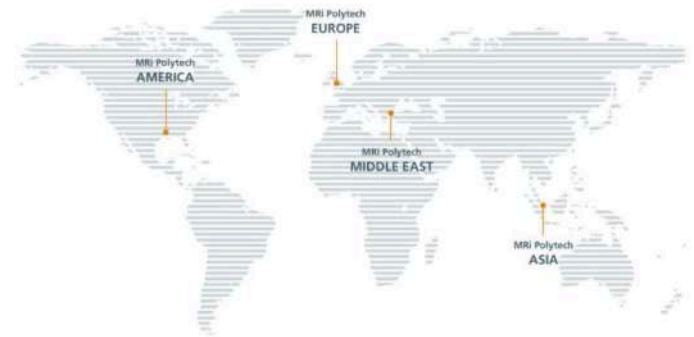 MRi Polytech
EUROPE
MRi Polytech
AMERICA
MRi Polytech
MIDDLE EAST
MRi Polytech
ASIA